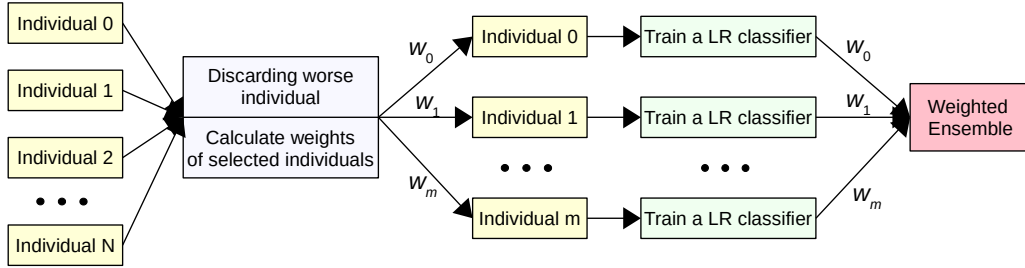 Individual 0
Individual 1
Individual 2
Individual N
Discarding worse
individual
Calculate weights
of selected individuals
w0
w1
wm
Individual 0
Individual 1
Individual m
Train a LR classifier
Train a LR classifier
Train a LR classifier
w0
w1
wm
Weighted
Ensemble